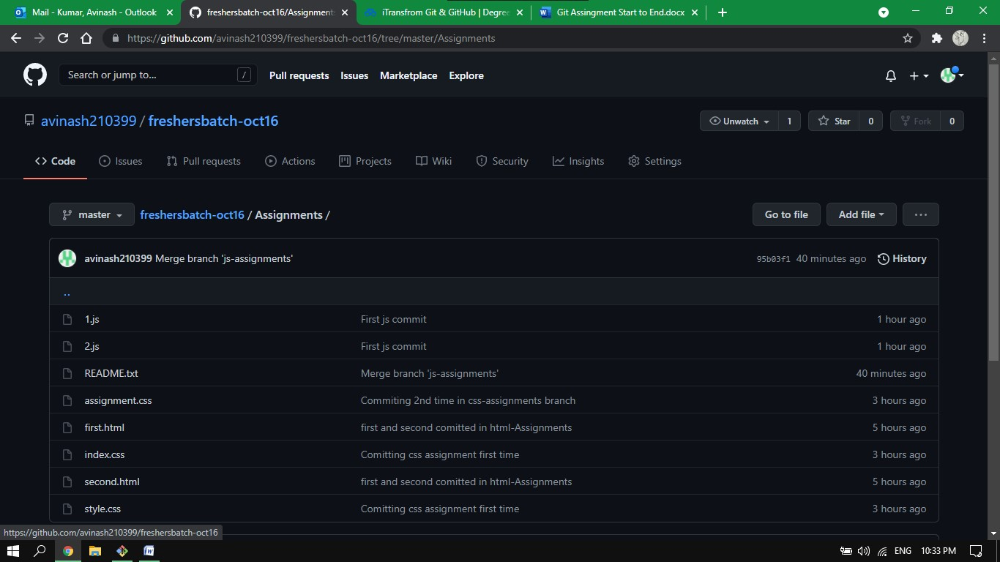 Mail - Kumar, Avinash - Outlook
freshersbatch-oct16/Assignments
iTransfrom Git & GitHub | Degree
Git Assingment Start to End.docx
https://github.com/avinash210399/freshersbatch-oct16/tree/master/Assignments
Search or jump to... /
Pull requests Issues Marketplace Explore
avinash210399 / freshersbatch-oct16
Unwatch 1 Star 0 Fork 0
Code Issues Pull requests Actions Projects Wiki Security Insights Settings
master freshersbatch-oct16 / Assignments /
Go to file Add file ...
avinash210399 Merge branch 'js-assignments' 95b03f1 40 minutes ago History
..
1.js First js commit 1 hour ago
2.js First js commit 1 hour ago
README.txt Merge branch 'js-assignments' 40 minutes ago
assignment.css Commiting 2nd time in css-assignments branch 3 hours ago
first.html first and second comitted in html-Assignments 5 hours ago
index.css Comitting css assignment first time 3 hours ago
second.html first and second comitted in html-Assignments 5 hours ago
style.css Comitting css assignment first time 3 hours ago
https://github.com/avinash210399/freshersbatch-oct16
ENG 10:33 PM